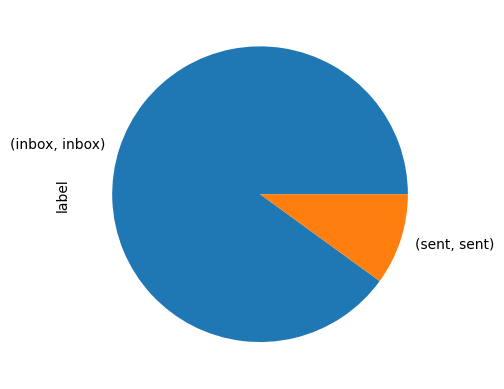 (inbox, inbox)
label
(sent, sent)